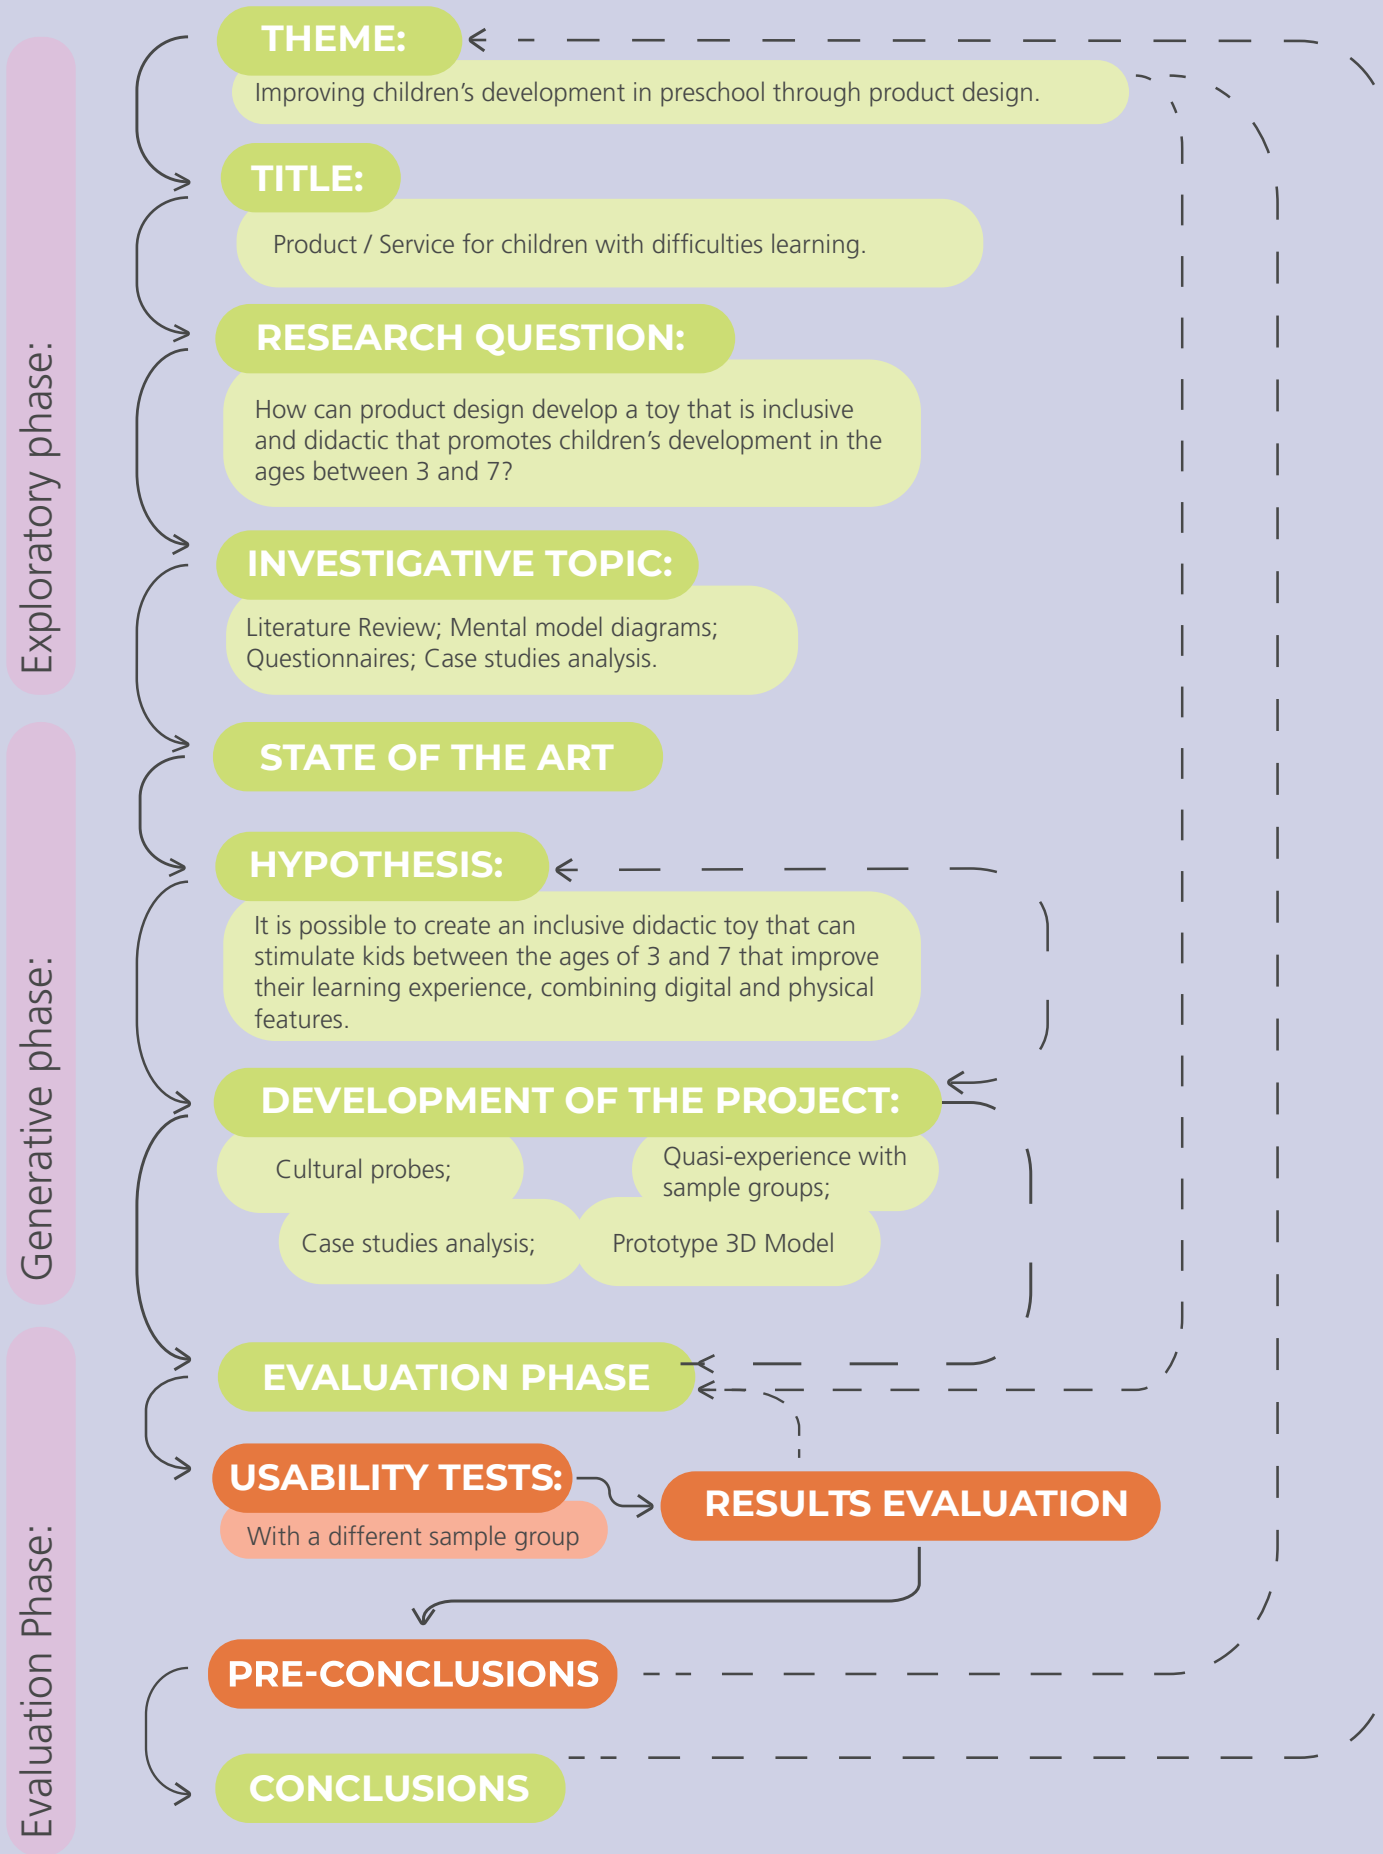 Exploratory phase:
THEME:
Improving children’s development in preschool through product design.
TITLE:
Product / Service for children with difficulties learning.
RESEARCH QUESTION:
How can product design develop a toy that is inclusive
and didactic that promotes children’s development in the
ages between 3 and 7?
INVESTIGATIVE TOPIC:
Literature Review; Mental model diagrams;
Questionnaires; Case studies analysis.
Generative phase:
STATE OF THE ART
HYPOTHESIS:
It is possible to create an inclusive didactic toy that can
stimulate kids between the ages of 3 and 7 that improve
their learning experience, combining digital and physical
features.
DEVELOPMENT OF THE PROJECT:
Cultural probes;
Quasi-experience with
sample groups;
Case studies analysis;
Prototype 3D Model
Evaluation Phase:
EVALUATION PHASE
USABILITY TESTS:
With a different sample group
RESULTS EVALUATION
PRE-CONCLUSIONS
CONCLUSIONS